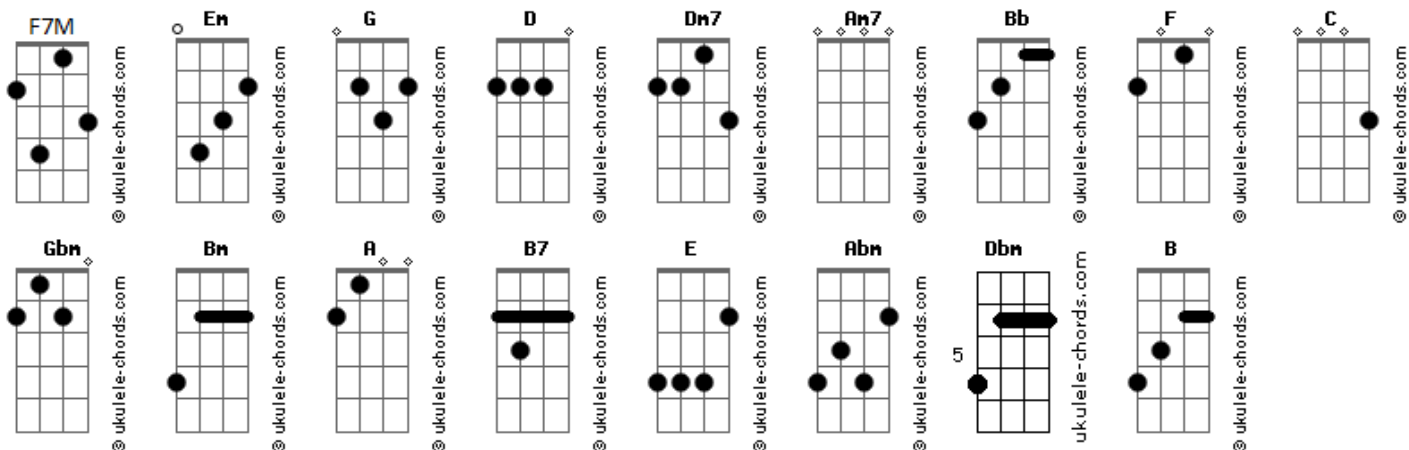 F7M Em G D Dm7 Am7 Bb F C
© ukulele-chords.com © ukulele-chords.com © ukulele-chords.com © ukulele-chords.com © ukulele-chords.com © ukulele-chords.com © ukulele-chords.com © ukulele-chords.com © ukulele-chords.com
Gbm Bm A B7 E Abm Dbm B
5
© ukulele-chords.com © ukulele-chords.com © ukulele-chords.com © ukulele-chords.com © ukulele-chords.com © ukulele-chords.com ukulele-chords.com © ukulele-chords.com